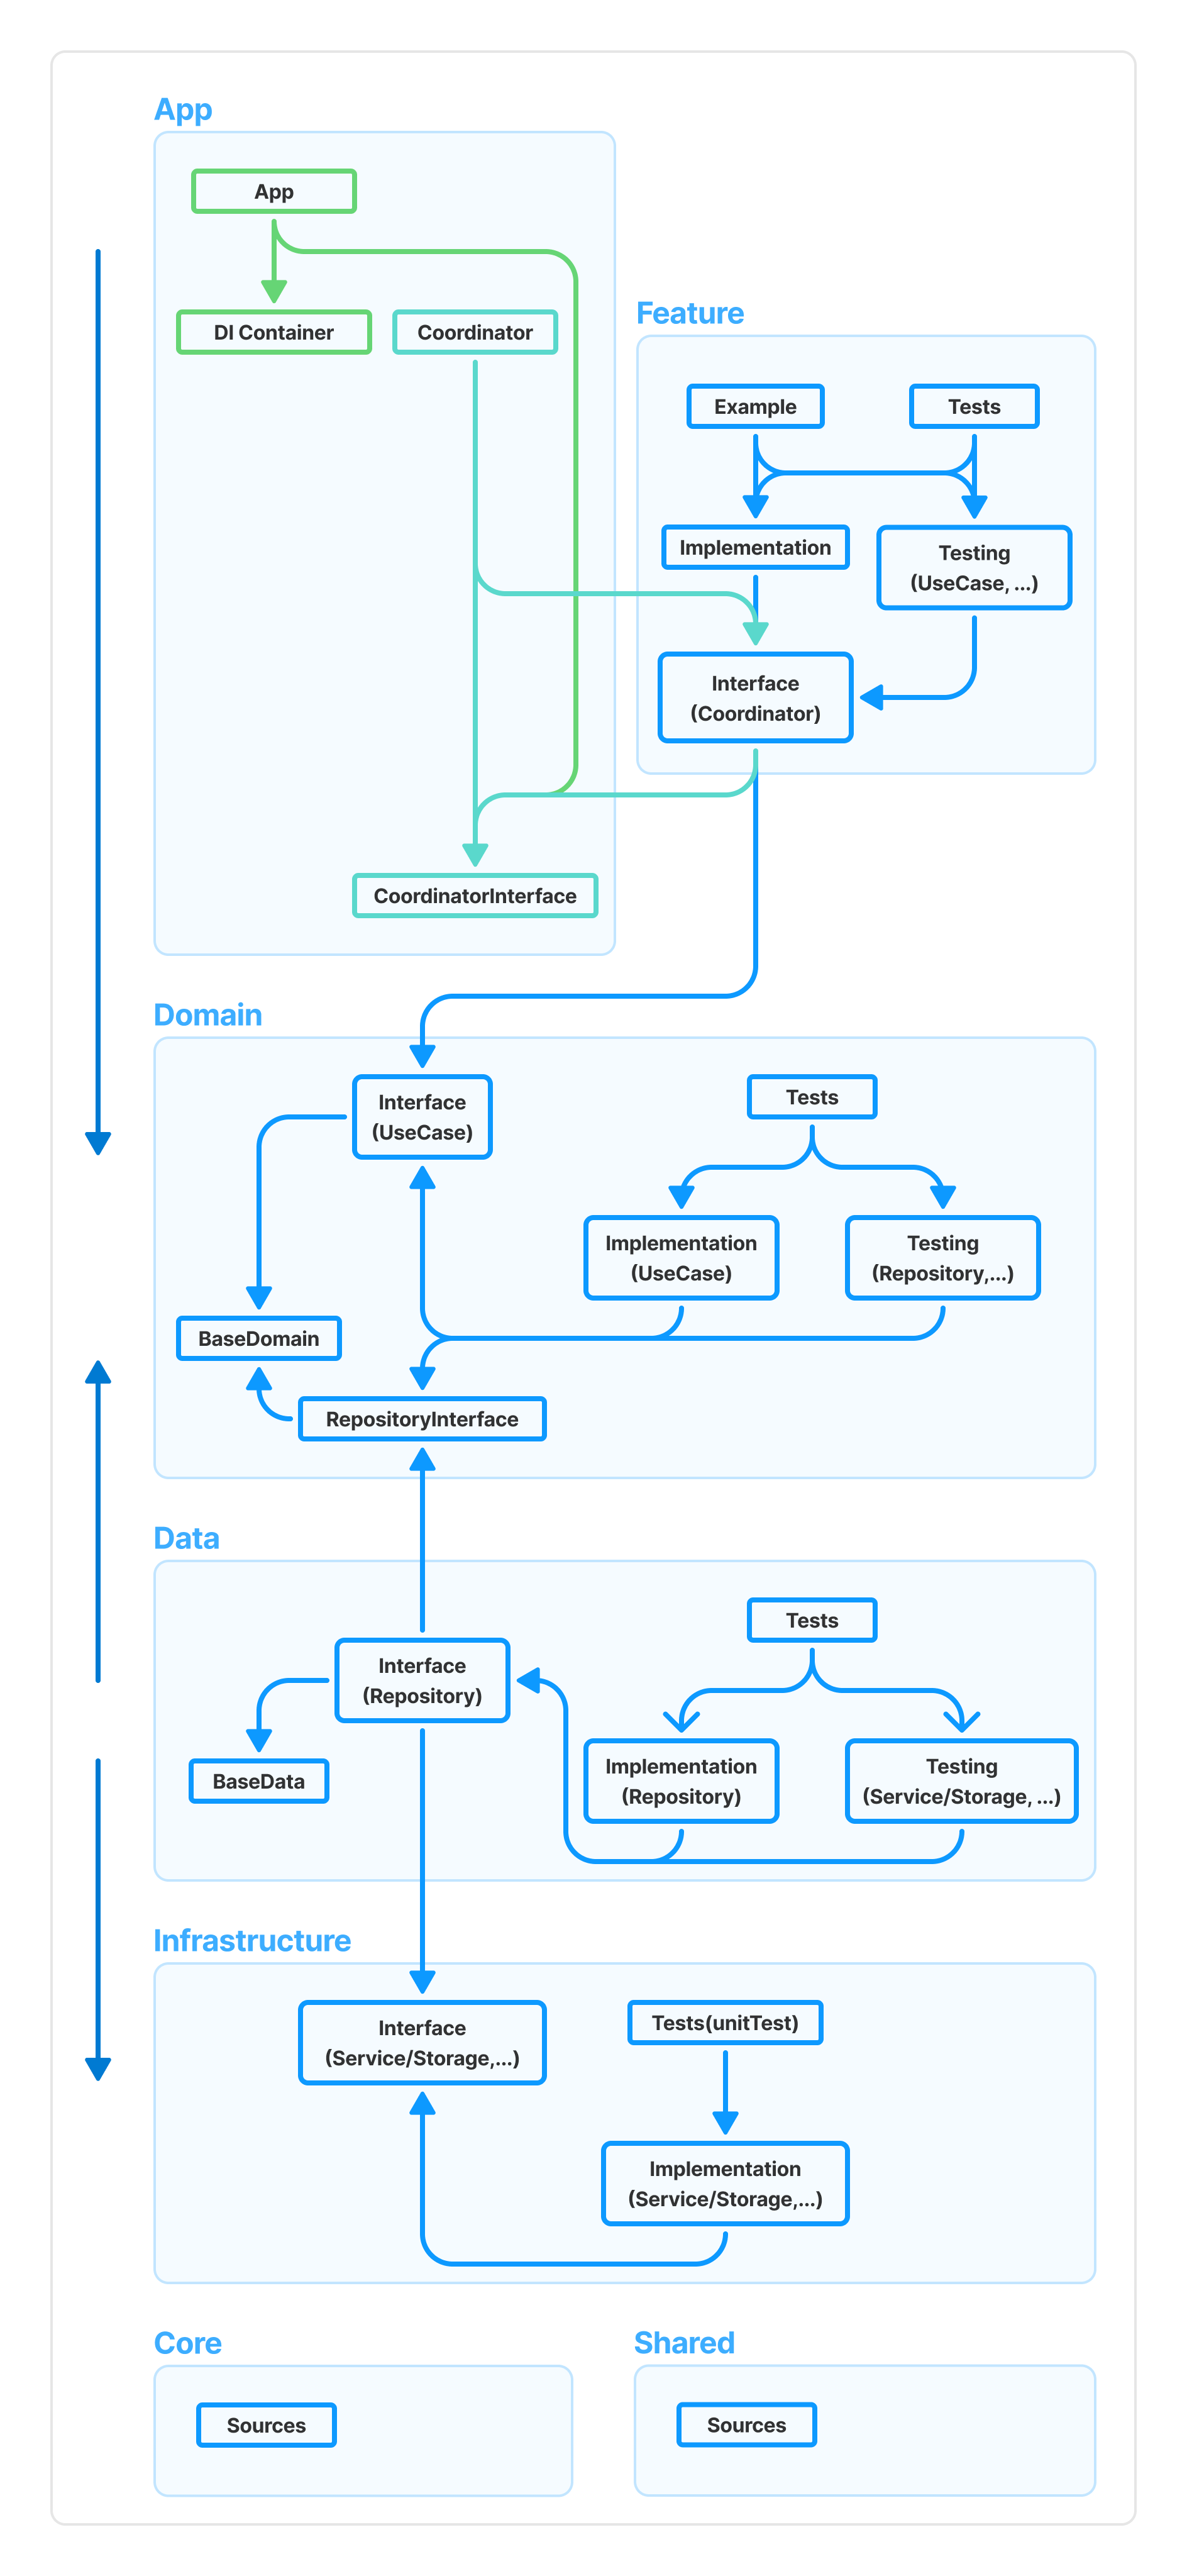 App
App
DI Container
Coordinator
Feature
Example
Tests
Implementation
Testing
(UseCase, ...)
Interface
(Coordinator)
CoordinatorInterface
Domain
Interface
(UseCase)
Tests
Implementation
(UseCase)
Testing
(Repository,...)
BaseDomain
RepositoryInterface
Data
Tests
Interface
(Repository)
BaseData
Implementation
(Repository)
Testing
(Service/Storage, ...)
Infrastructure
Interface
(Service/Storage,...)
Tests(unitTest)
Implementation
(Service/Storage,...)
Core
Shared
Sources
Sources